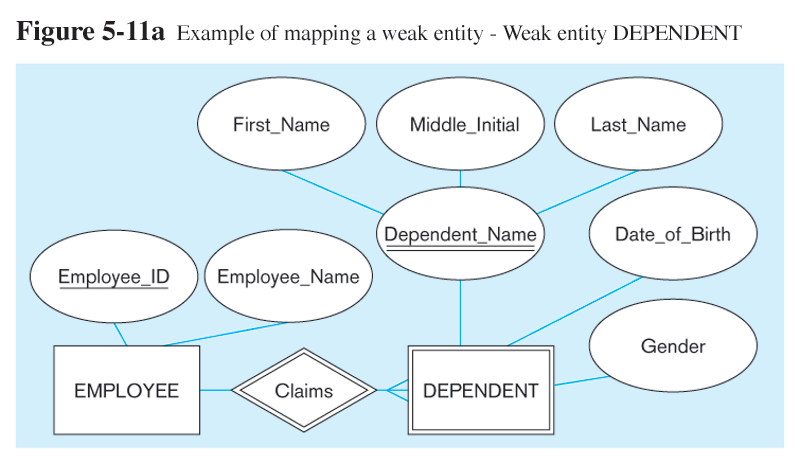 Figure 5-11a Example of mapping a weak entity - Weak entity DEPENDENT
First_Name
Middle_Initial
Last_Name
Dependent_Name
Date_of_Birth
Employee_ID
Employee_Name
Gender
EMPLOYEE
Claims
DEPENDENT